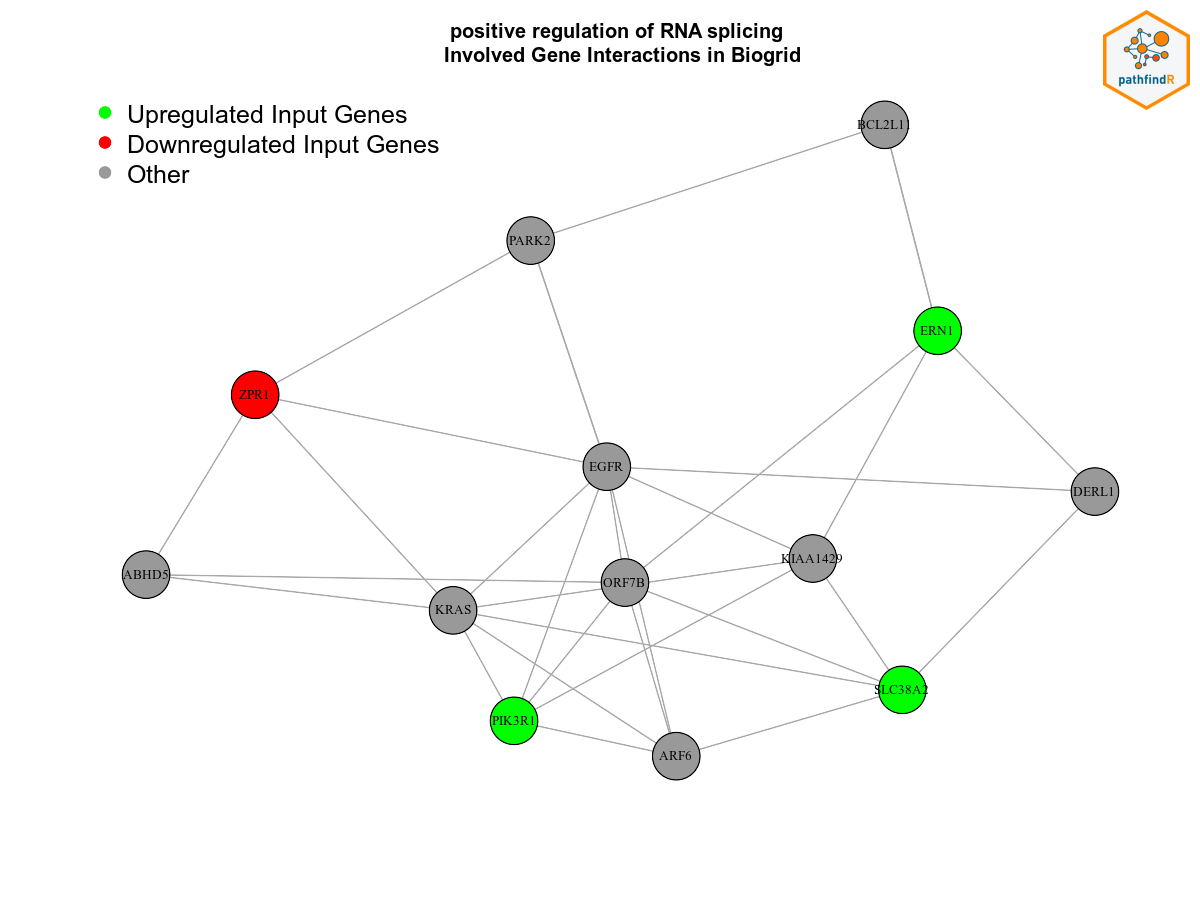 positive regulation of RNA splicing
Involved Gene Interactions in Biogrid
pathfindR
Upregulated Input Genes
Downregulated Input Genes
Other
BCL2L11
PARK2
ERN1
ZPR1
EGFR
DERL1
KIAA1429
ABHD5
ORF7B
KRAS
SLC38A2
PIK3R1
ARF6